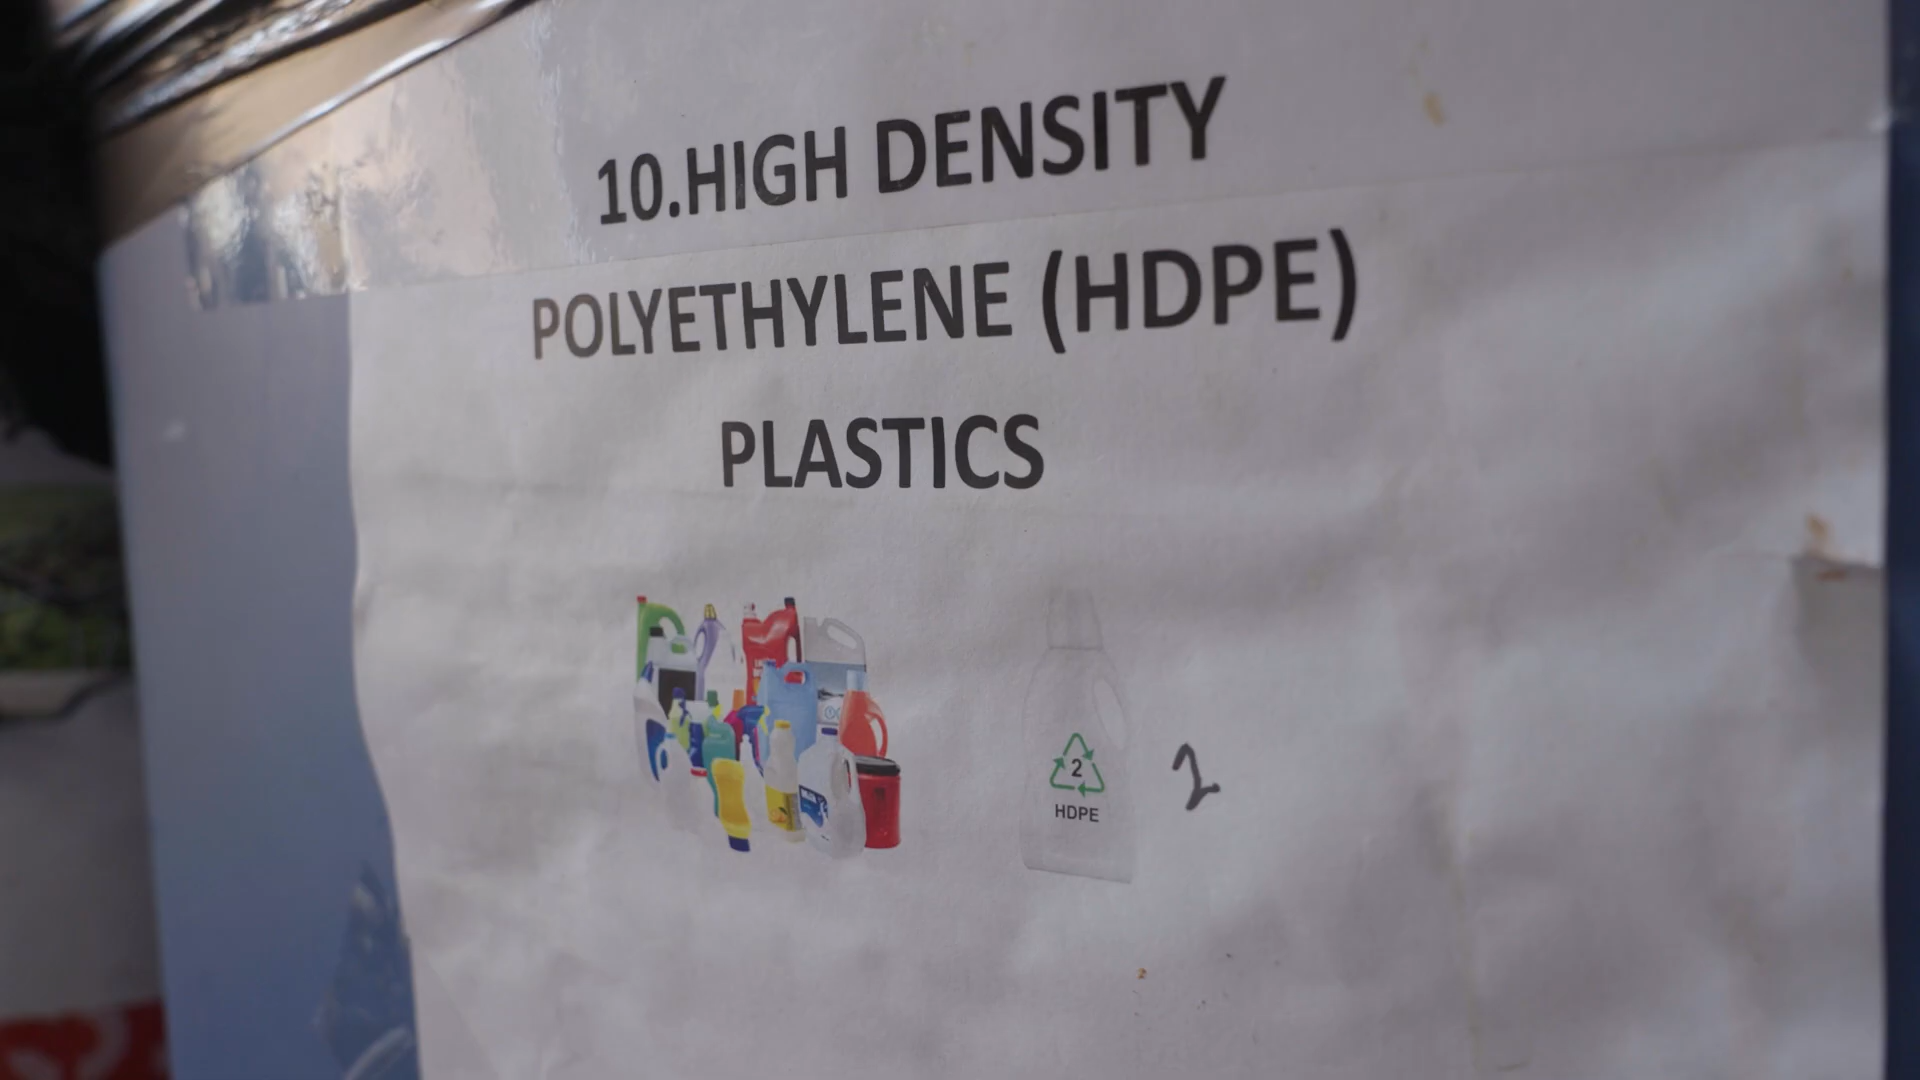 10.HIGH DENSITY
POLYETHYLENE (HDPE)
PLASTICS
2
HDPE
2